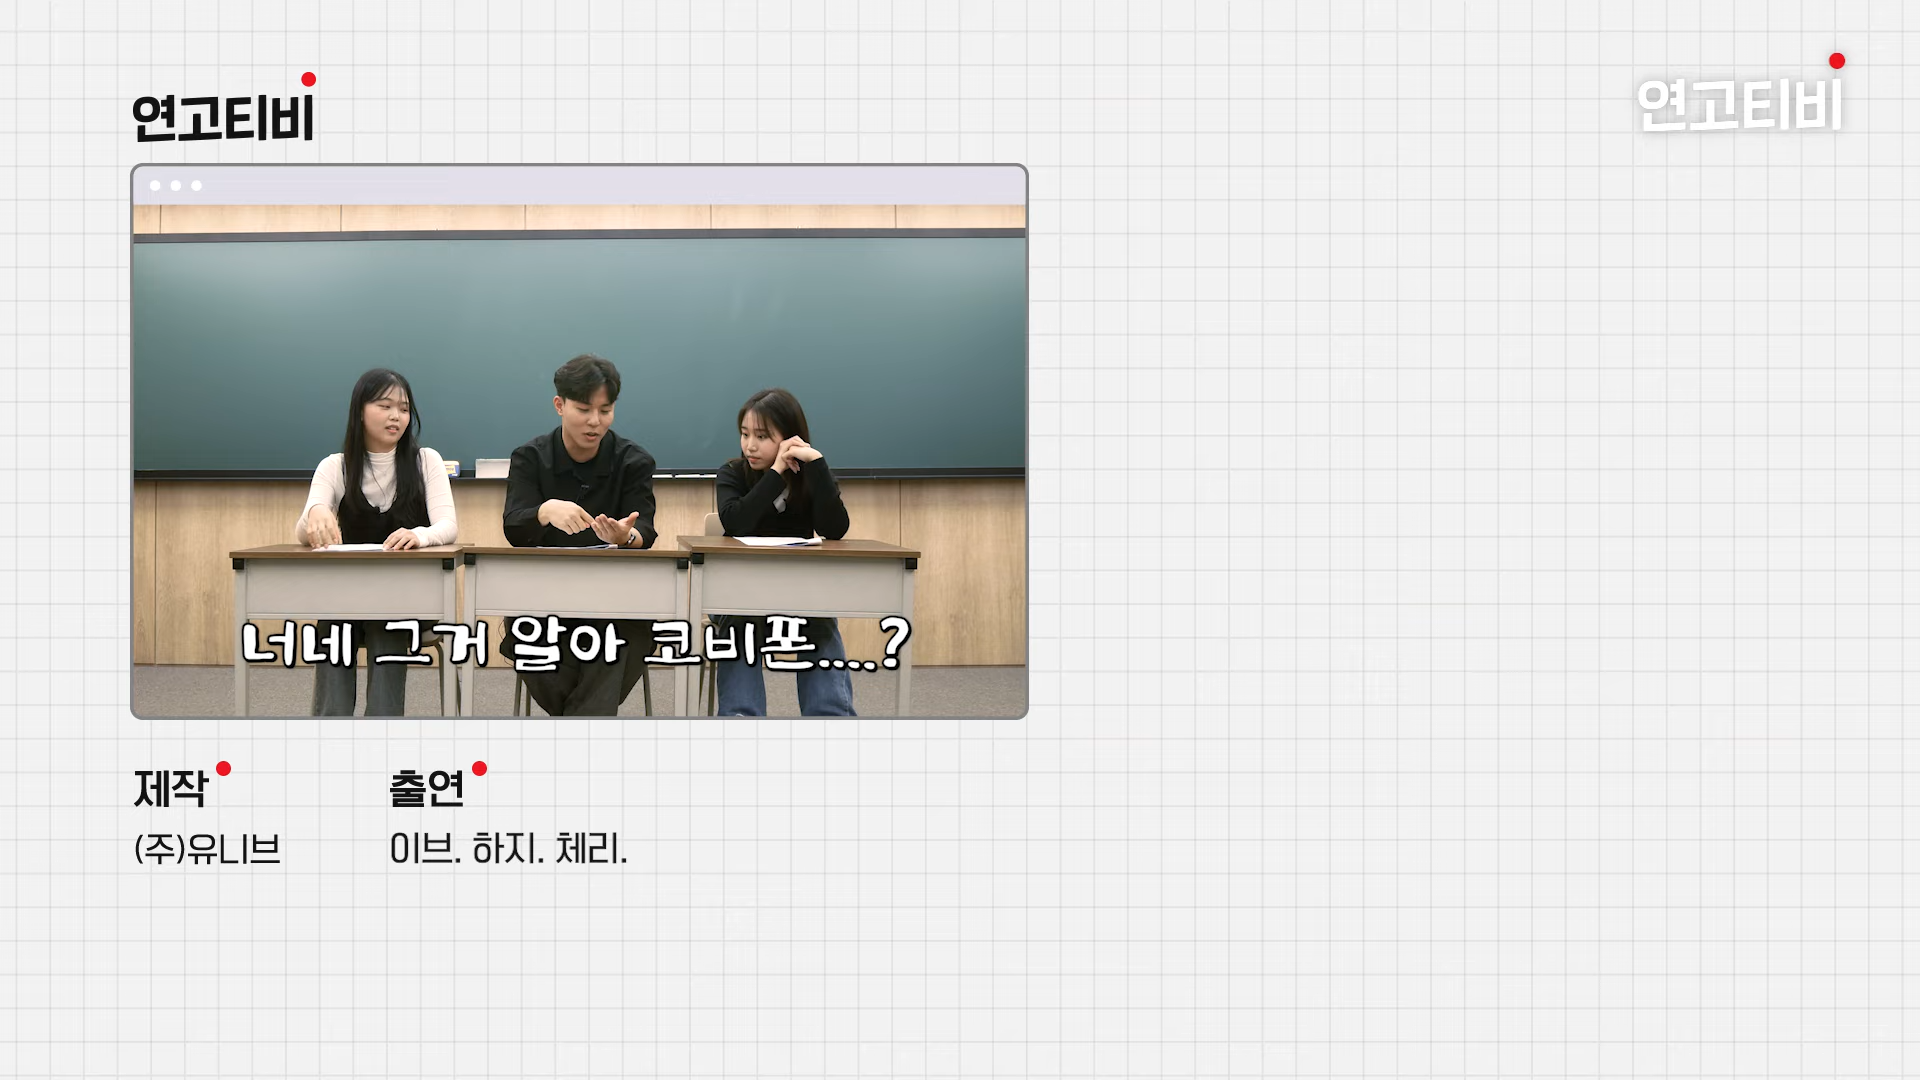 연고티비
연고티비
너네 그거 알아 코비폰....?
제작
출연
(주)유니브
이브. 하지. 체리.